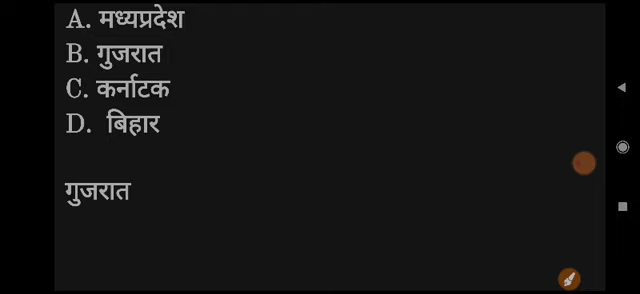 A. मध्यप्रदेश
B. गुजरात
C. कर्नाटक
D. बिहार
गुजरात